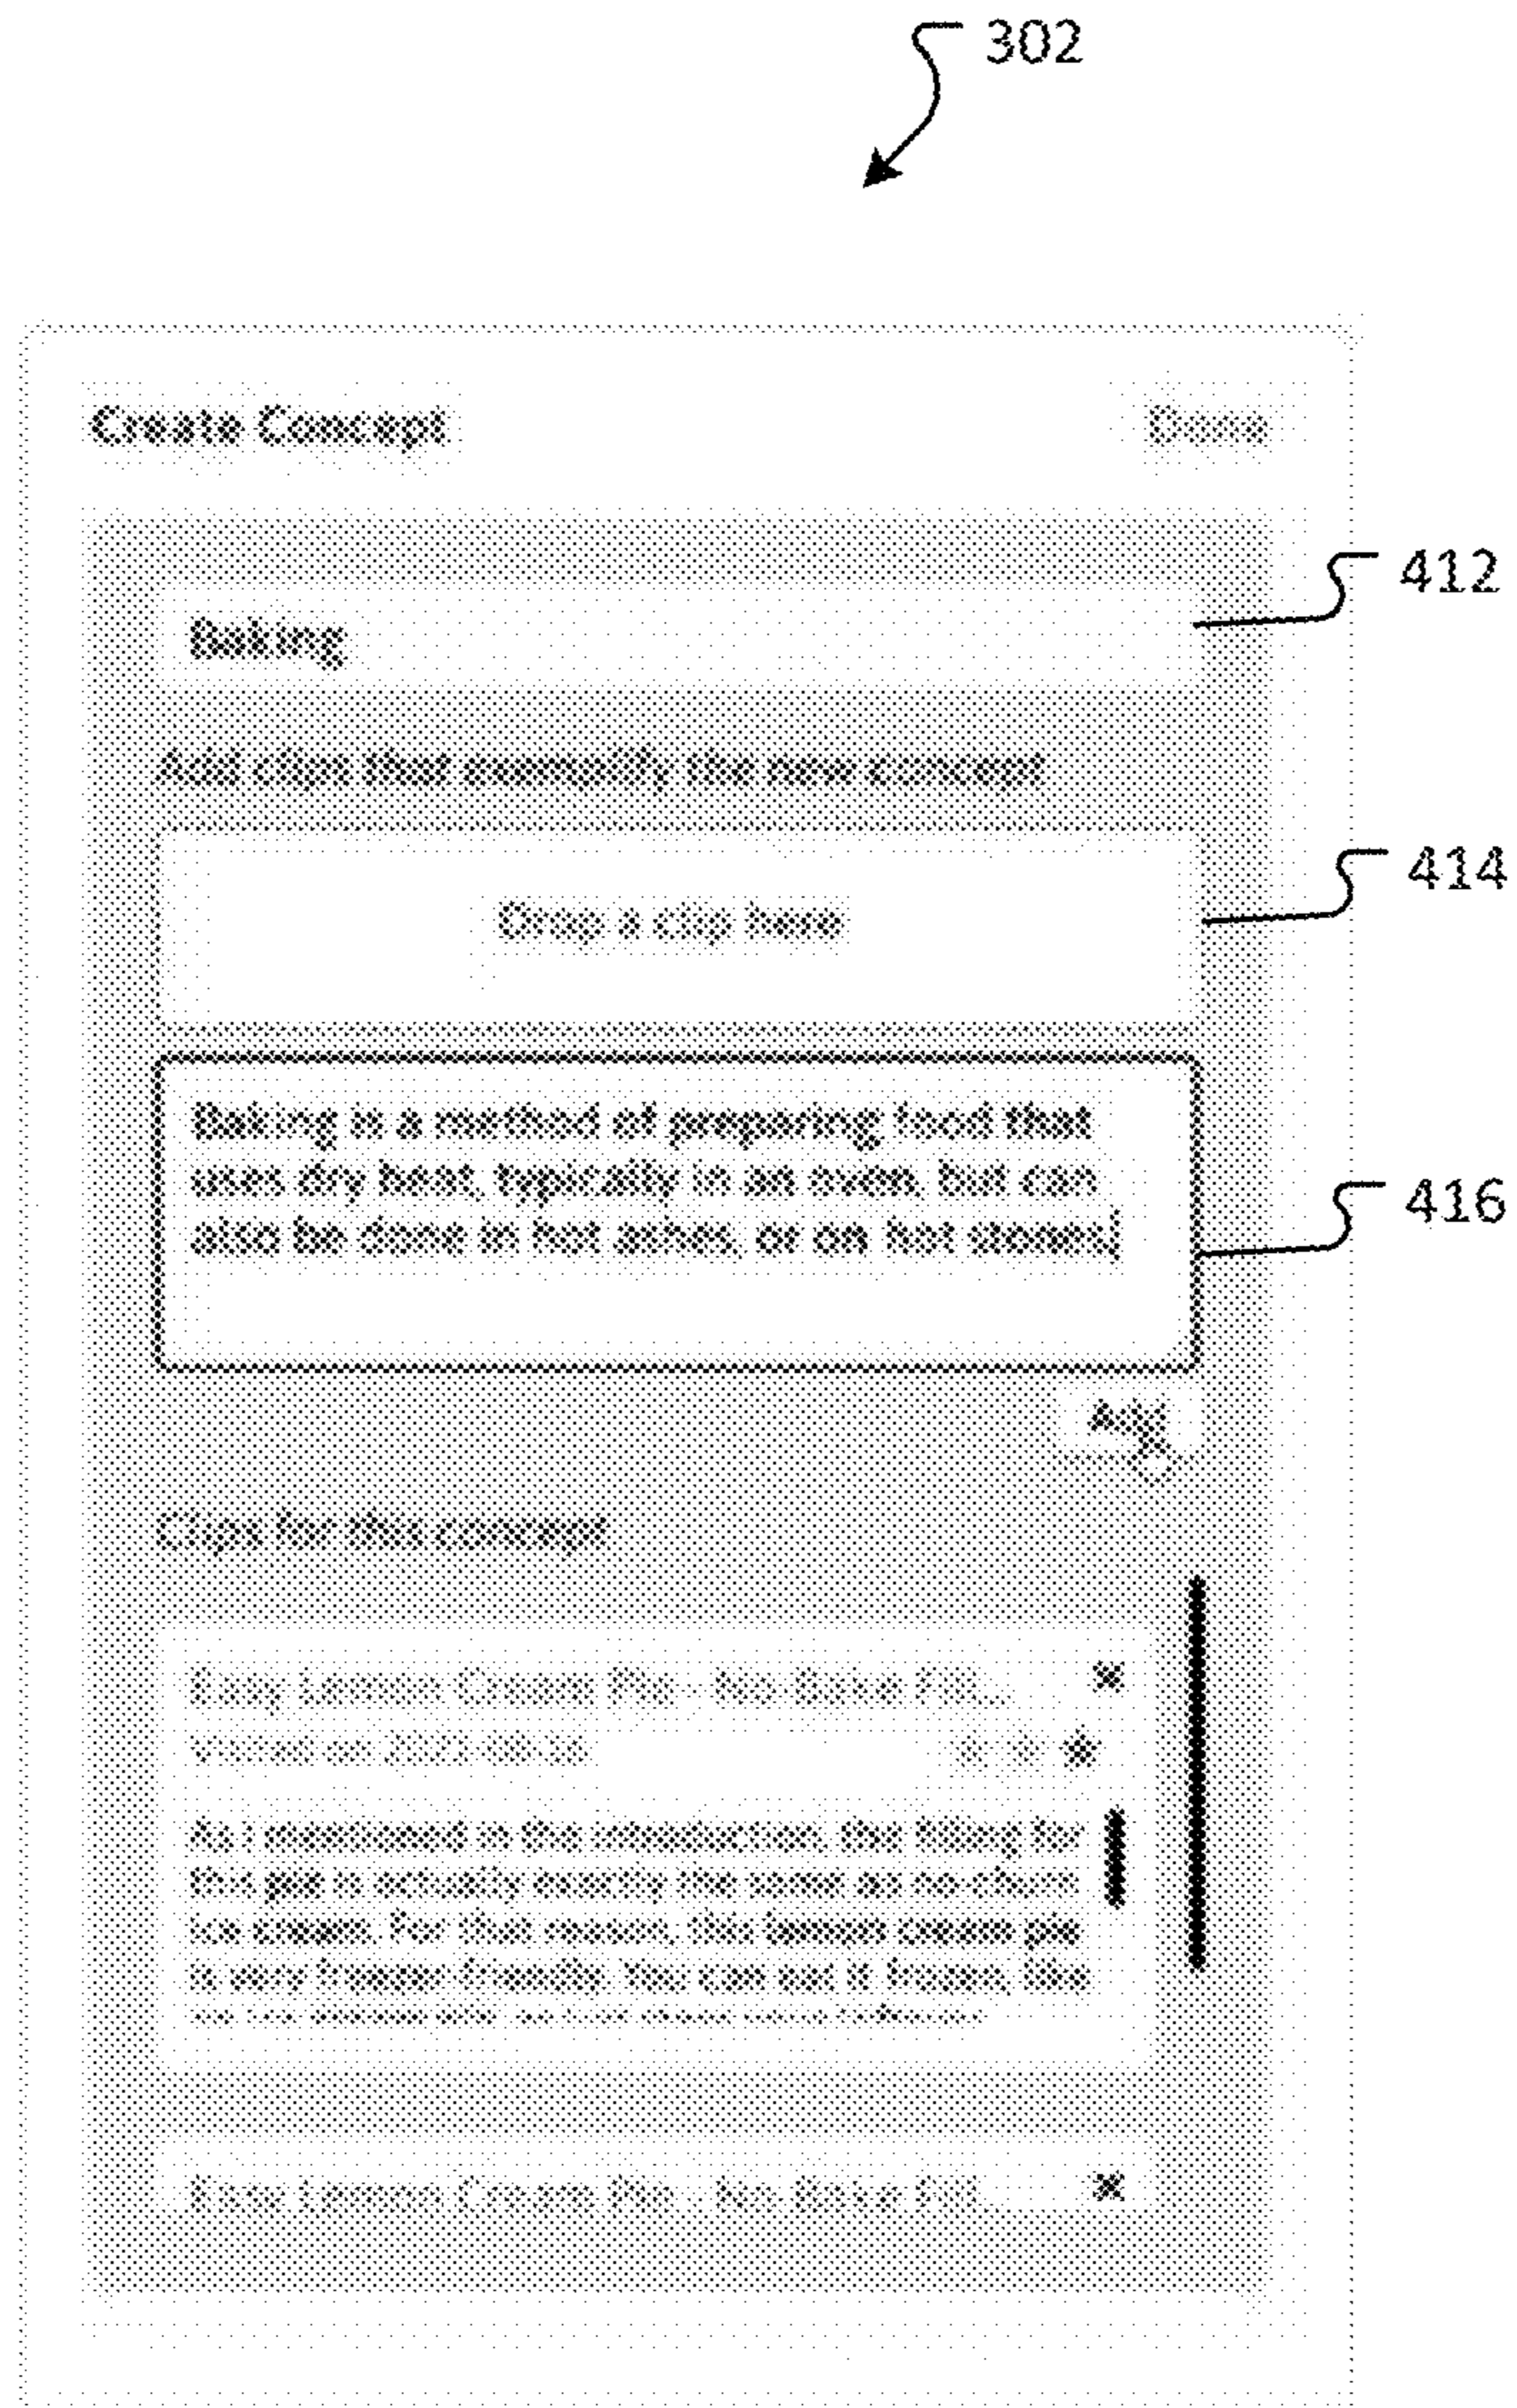 302
Create Concept Done
412
Baking
Add clips that exemplify the new concept
414
Drop a clip here
Baking is a method of preparing food that
uses dry heat, typically in an oven, but can
416
also be done in hot ashes, or on hot stones.
Add
Clips for this concept
Easy Lemon Cream Pie - No-Bake Fill...
Visited on
As I mentioned in the introduction, the filling for
this pie is actually exactly the same as no-churn
ice cream. For that reason, this lemon cream pie
is very freezer-friendly. You can eat it frozen, like
Easy Lemon Cream Pie - No-Bake Fill...